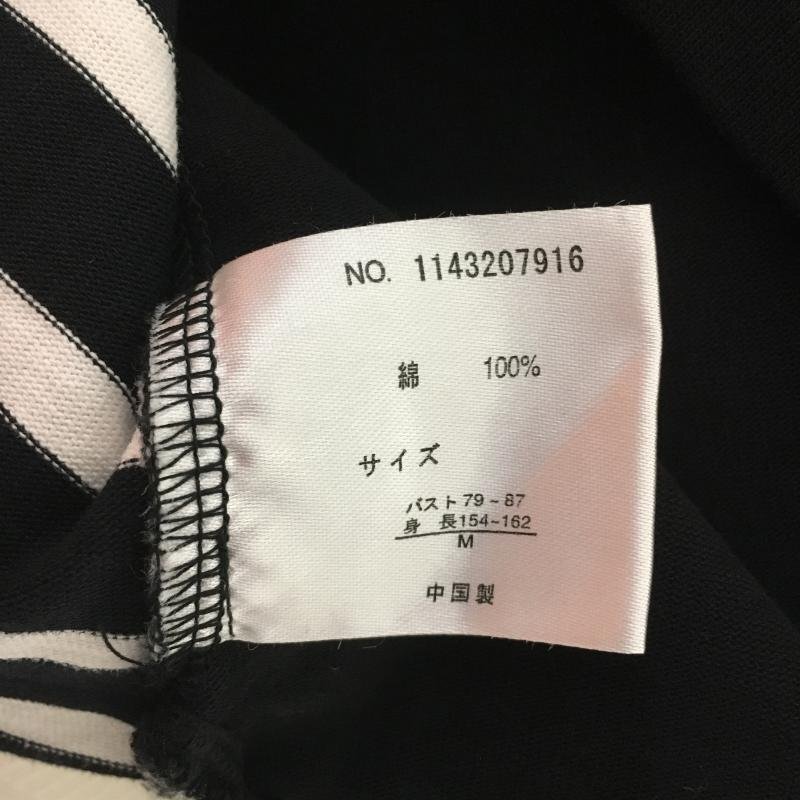 NO. 1143207916
綿 100%
サイズ
バスト79~87
身 長154~162
M
中国製